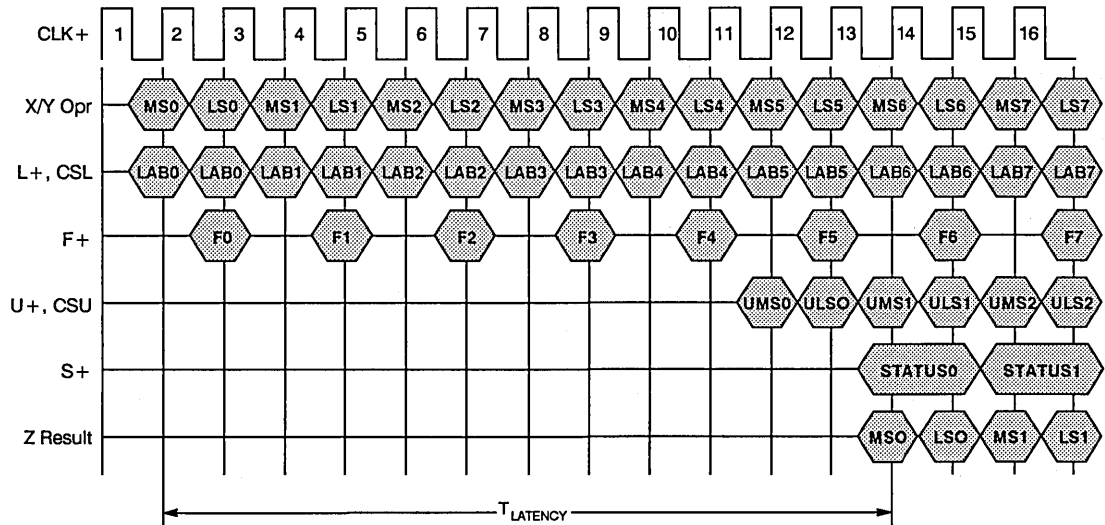 CLK+ 1 2 3 4 5 6 7 8 9 10 11 12 13 14 15 16
X/Y Opr MS0 LS0 MS1 LS1 MS2 LS2 MS3 LS3 MS4 LS4 MS5 LS5 MS6 LS6 MS7 LS7
L+, CSL LAB0 LAB0 LAB1 LAB1 LAB2 LAB2 LAB3 LAB3 LAB4 LAB4 LAB5 LAB5 LAB6 LAB6 LAB7 LAB7
F+ F0 F1 F2 F3 F4 F5 F6 F7
U+, CSU UMS0 ULSO UMS1 ULS1 UMS2 ULS2
S+ STATUS0 STATUS1
Z Result MSO LSO MS1 LS1
TLATENCY